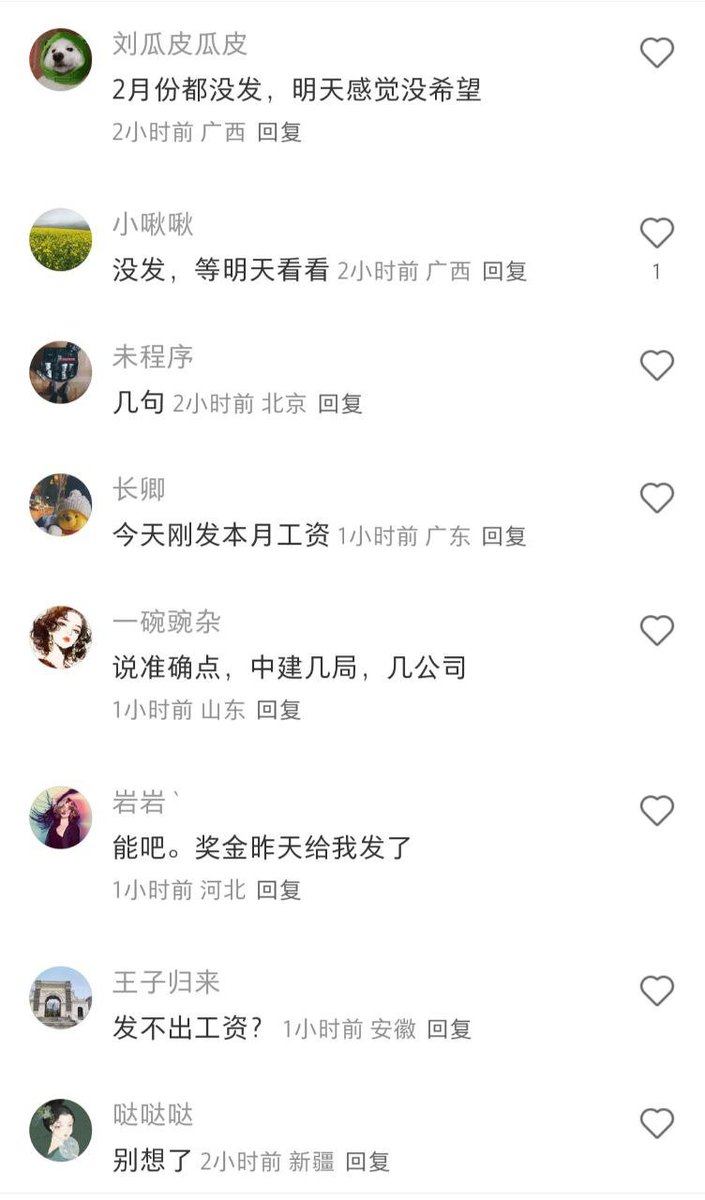 刘瓜皮瓜皮
2月份都没发，明天感觉没希望
2小时前 广西 回复
小啾啾
没发，等明天看看 2小时前 广西 回复
1
未程序
几句 2小时前 北京 回复
长卿
今天刚发本月工资 1小时前 广东 回复
一碗豌杂
说准确点，中建几局，几公司
1小时前 山东 回复
岩岩`
能吧。奖金昨天给我发了
1小时前 河北 回复
王子归来
发不出工资？ 1小时前 安徽 回复
哒哒哒
别想了 2小时前 新疆 回复